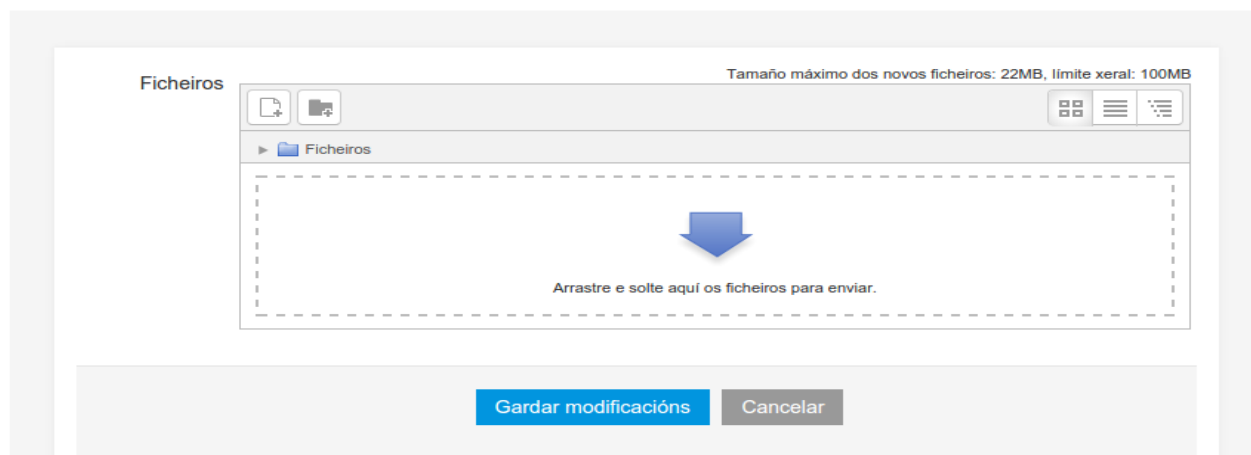 Tamaño máximo dos novos ficheiros: 22MB, límite xeral: 100MB
Ficheiros
Ficheiros
Arrastre e solte aquí os ficheiros para enviar.
Gardar modificacións Cancelar